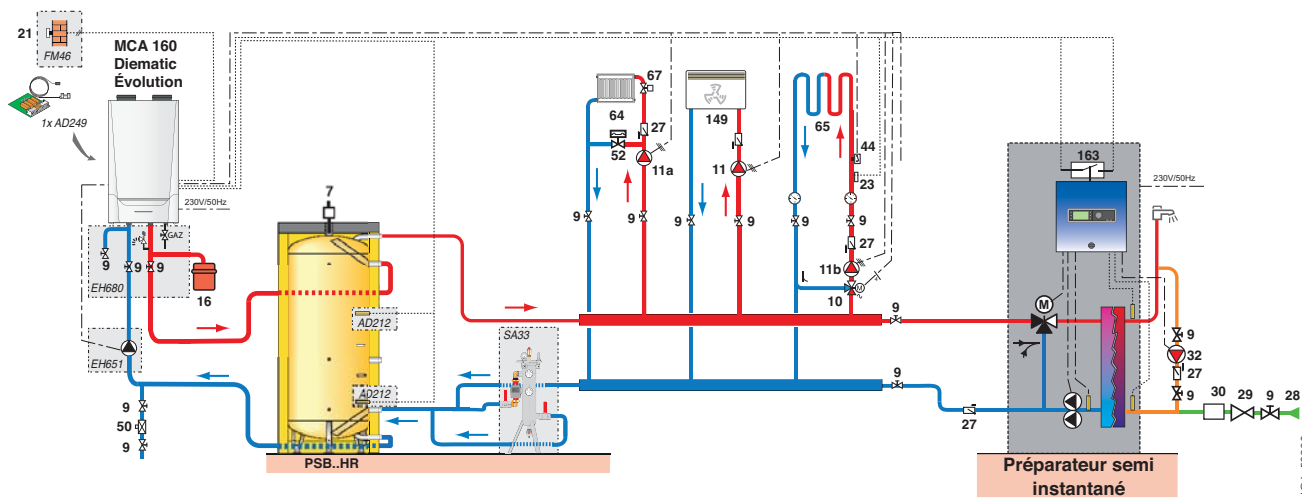 21
FM46
MCA 160
Diematic
Évolution
1x AD249
230V/50Hz
GAZ
9
9
9
EH680
16
EH651
9
50
9
7
AD212
AD212
PSB..HR
SA33
67
64
27
52
11a
149
11
65
44
23
9
9
9
9
9
9
27
11b
M
10
9
9
27
163
230V/50Hz
M
9
32
27
9
30
29
9
28
Préparateur semi
instantané